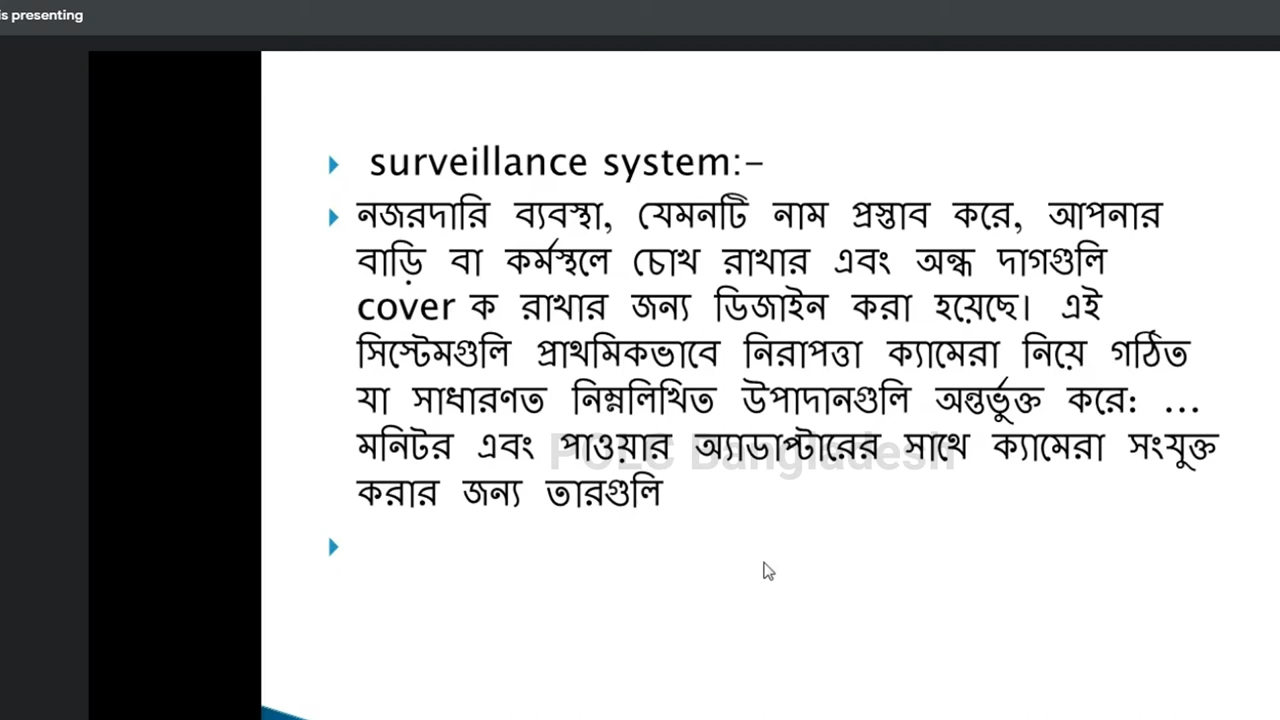 is presenting
surveillance system:-
নজরদারি ব্যবস্থা, যেমনটি নাম প্রস্তাব করে, আপনার
বাড়ি বা কর্মস্থলে চোখ রাখার এবং অন্ধ দাগগুলি
cover ক রাখার জন্য ডিজাইন করা হয়েছে। এই
সিস্টেমগুলি প্রাথমিকভাবে নিরাপত্তা ক্যামেরা নিয়ে গঠিত
যা সাধারণত নিম্নলিখিত উপাদানগুলি অন্তর্ভুক্ত করে: ...
মনিটর এবং পাওয়ার অ্যাডাপ্টারের সাথে ক্যামেরা সংযুক্ত
POLC Bangladesh
করার জন্য তারগুলি